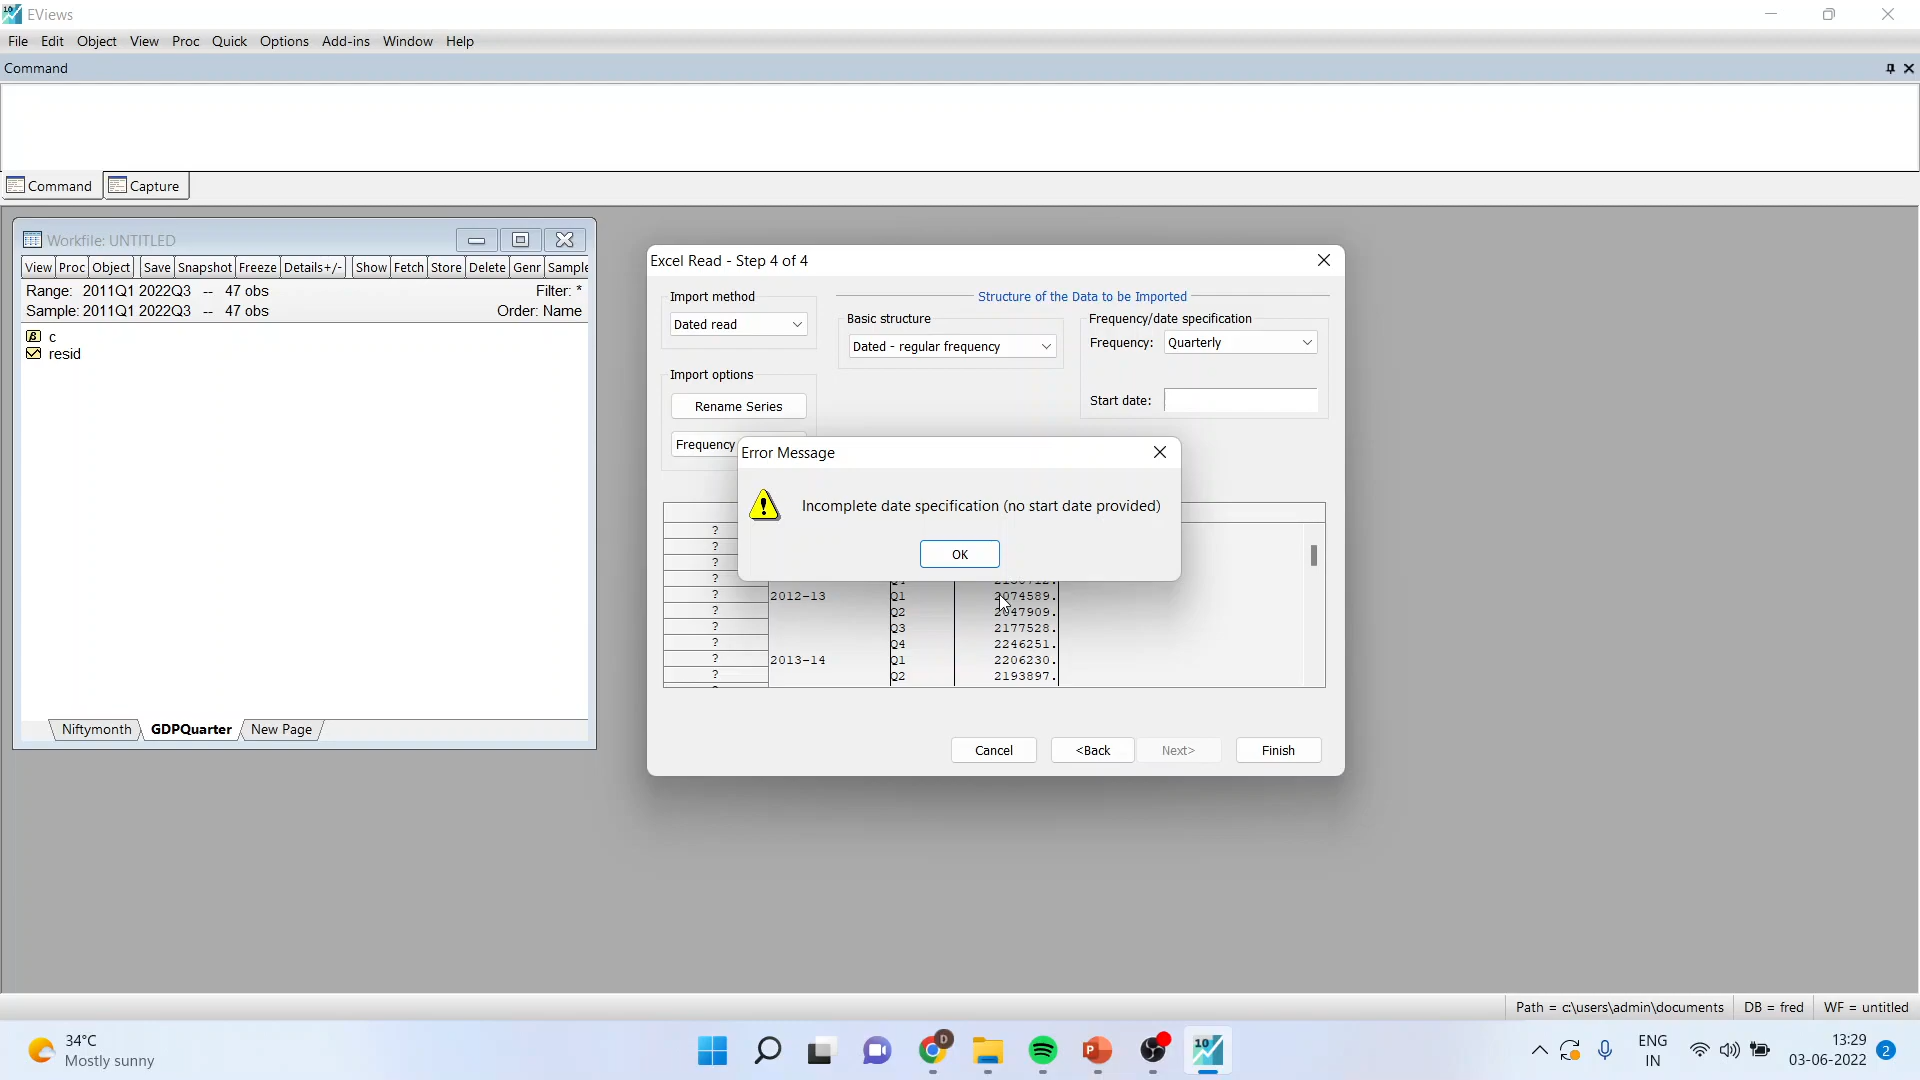 EViews
File Edit Object View Proc Quick Options Add-ins Window Help
Command
Command Capture
Workfile: UNTITLED
View Proc Object Save Snapshot Freeze Details+/- Show Fetch Store Delete Genr Sample
Range: 2011Q1 2022Q3 -- 47 obs Filter: *
Sample: 2011Q1 2022Q3 -- 47 obs Order: Name
c
resid
Niftymonth GDPQuarter New Page
Excel Read - Step 4 of 4
Import method
Dated read
Import options
Rename Series
Frequency
Structure of the Data to be Imported
Basic structure
Dated - regular frequency
Frequency/date specification
Frequency: Quarterly
Start date:
Error Message
Incomplete date specification (no start date provided)
OK
?
?
?
?
? 2012-13 Q1 2074589.
? Q2 2047909.
? Q3 2177528.
? Q4 2246251.
? 2013-14 Q1 2206230.
? Q2 2193897.
Cancel <Back Next> Finish
Path = c:\users\admin\documents DB = fred WF = untitled
34°C
Mostly sunny
ENG
IN
13:29
03-06-2022
2